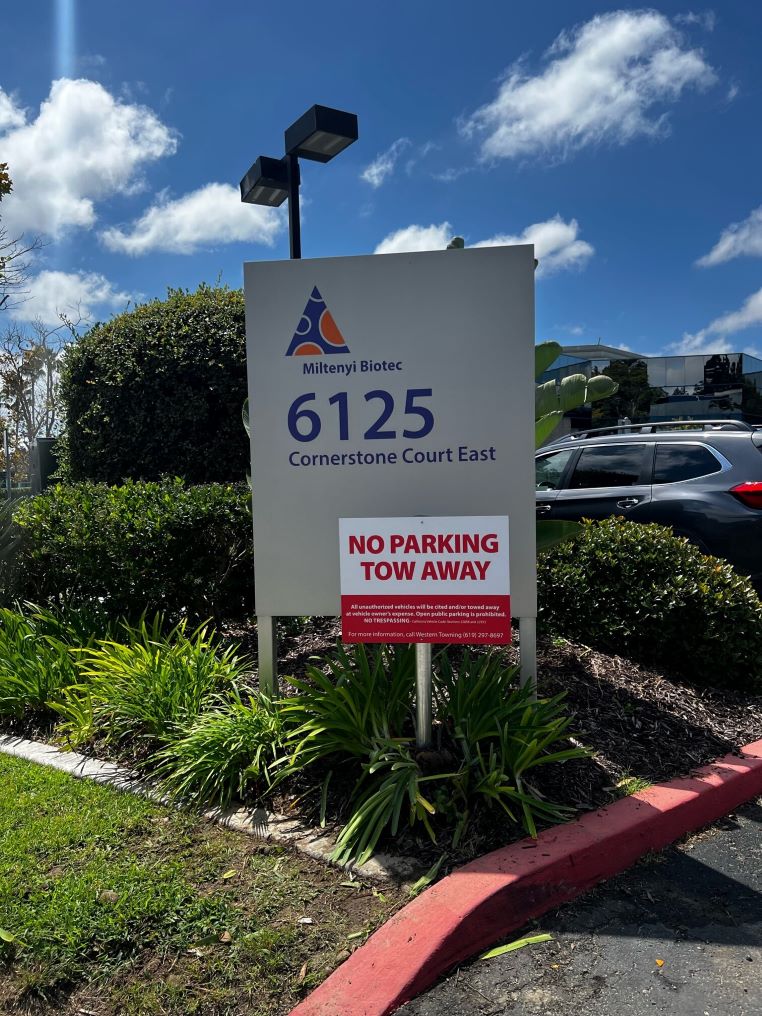 Miltenyi Biotec
6125
Cornerstone Court East
NO PARKING
TOW AWAY
All unauthorized vehicles will be cited and/or towed away
at vehicle owner's expense. Open public parking is prohibited.
NO TRESPASSING
For more information, call Western Towning (619) 297-8697